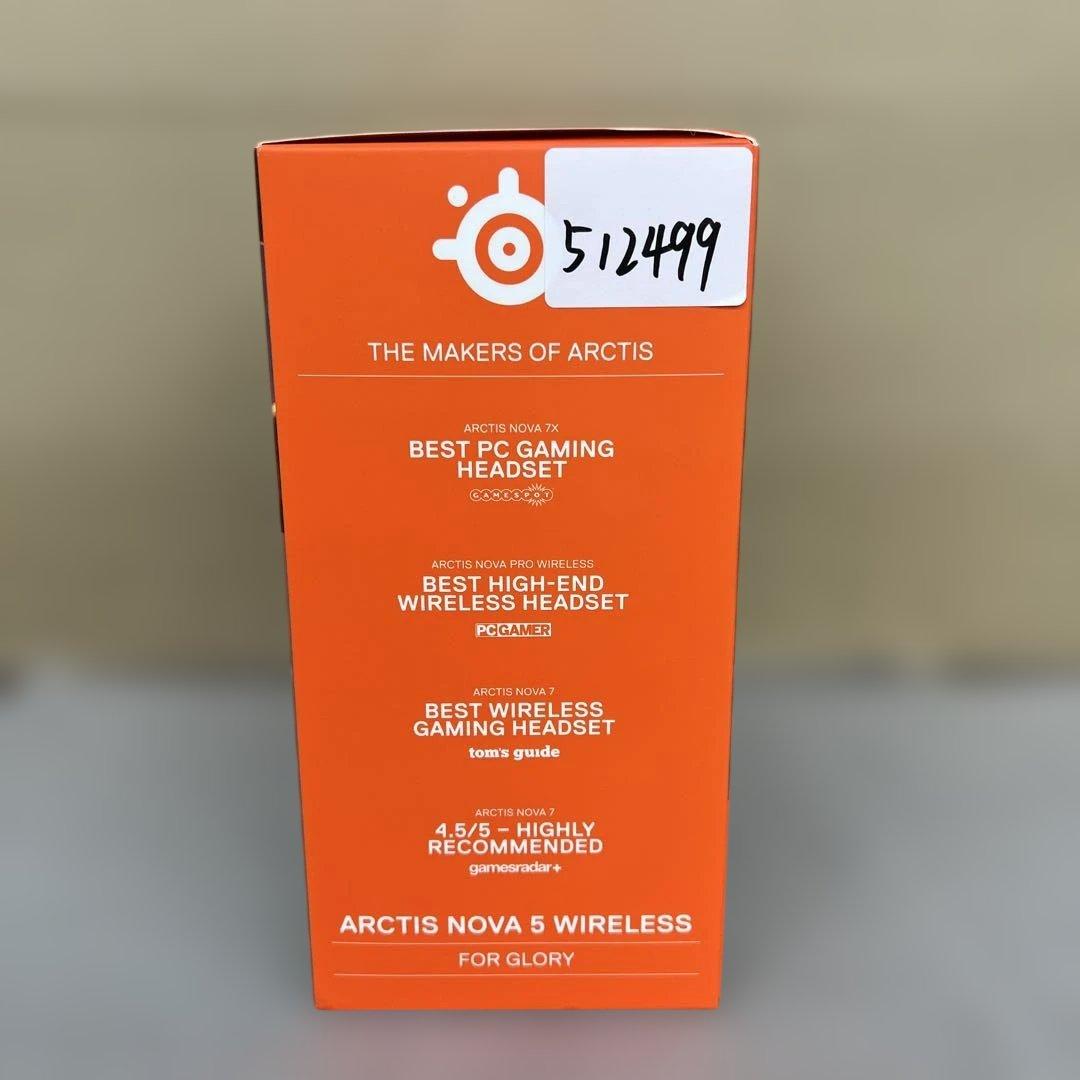 512499
THE MAKERS OF ARCTIS
ARCTIS NOVA 7X
BEST PC GAMING
HEADSET
GAMESPOT
ARCTIS NOVA PRO WIRELESS
BEST HIGH-END
WIRELESS HEADSET
PC GAMER
ARCTIS NOVA 7
BEST WIRELESS
GAMING HEADSET
tom's guide
ARCTIS NOVA 7
4.5/5 – HIGHLY
RECOMMENDED
gamesradar+
ARCTIS NOVA 5 WIRELESS
FOR GLORY